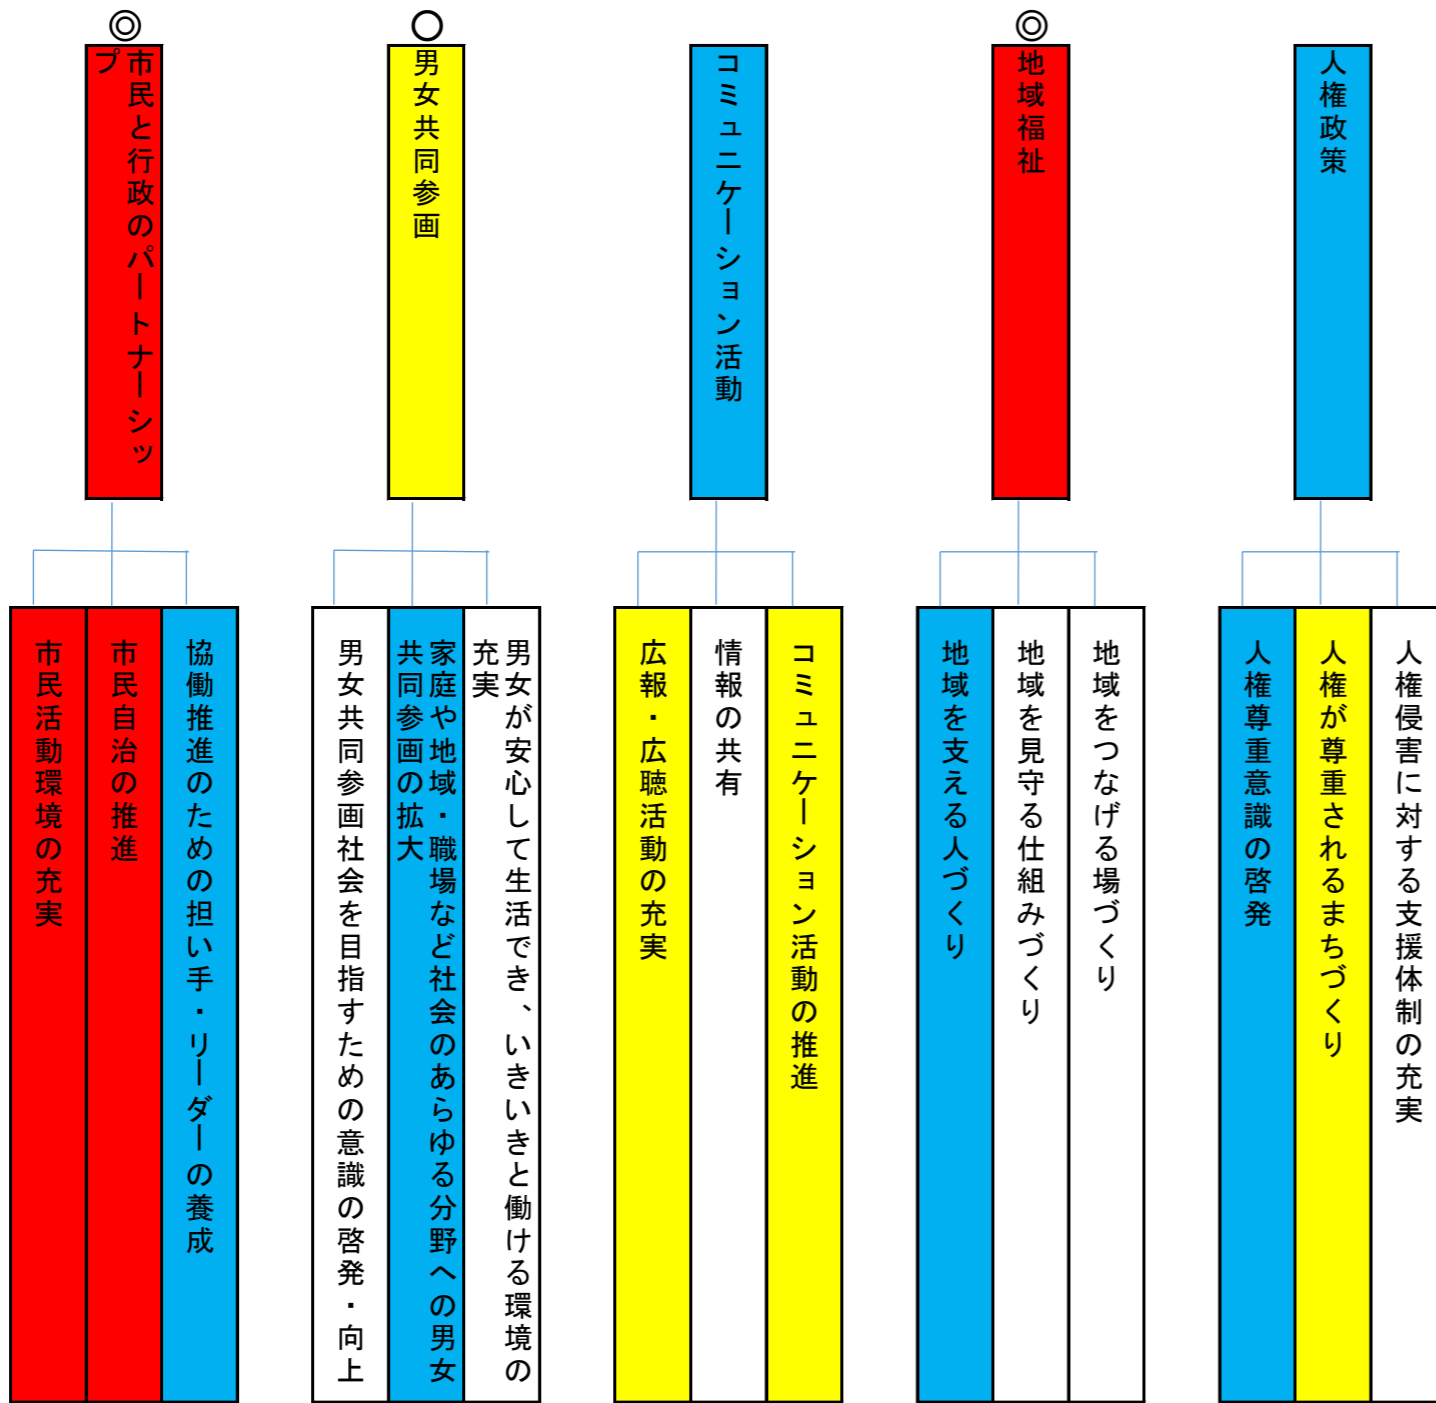 ◎
市民と行政のパートナーシッ
プ
市民活動環境の充実
市民自治の推進
協働推進のための担い手・リーダーの養成
○
男女共同参画
男女共同参画社会を目指すための意識の啓発・向上
家庭や地域・職場など社会のあらゆる分野への男女
共同参画の拡大
男女が安心して生活でき、いきいきと働ける環境の
充実
コミュニケーション活動
広報・広聴活動の充実
情報の共有
コミュニケーション活動の推進
◎
地域福祉
地域を支える人づくり
地域を見守る仕組みづくり
地域をつなげる場づくり
人権政策
人権尊重意識の啓発
人権が尊重されるまちづくり
人権侵害に対する支援体制の充実